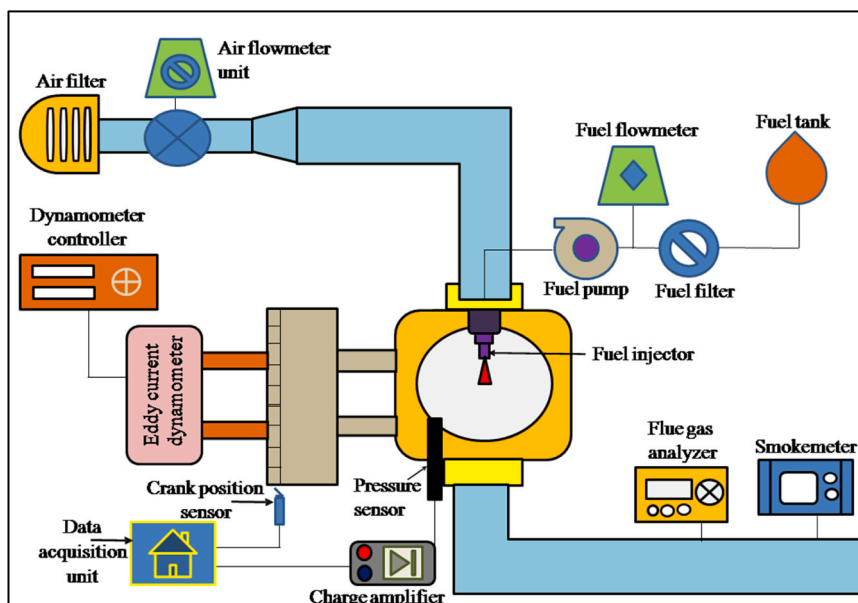 Air flowmeter
unit
Air filter
Fuel flowmeter
Fuel tank
Dynamometer
controller
Fuel pump
Fuel filter
Eddy current
dynamometer
Fuel injector
Flue gas
analyzer
Smokemeter
Crank position
sensor
Pressure
sensor
Data
acquisition
unit
Charge amplifier